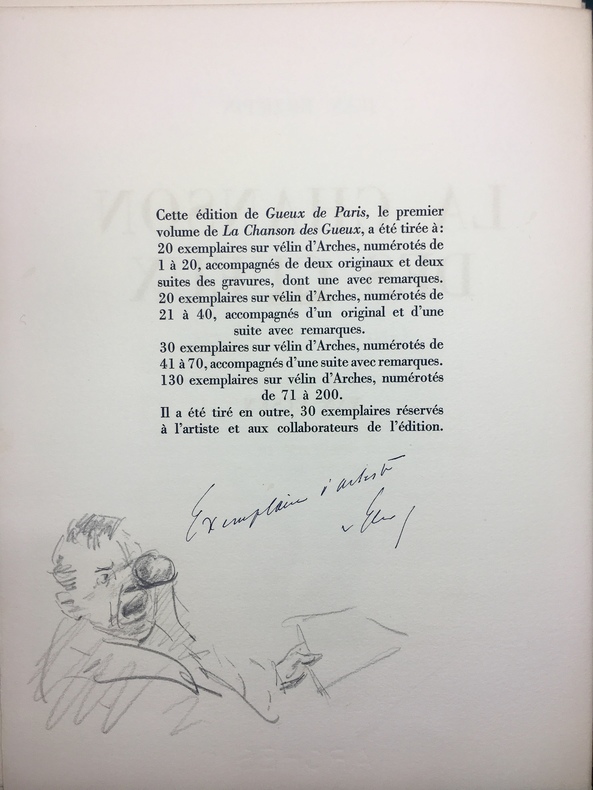 Cette édition de Gueux de Paris, le premier
volume de La Chanson des Gueux, a été tirée à :
20 exemplaires sur vélin d'Arches, numérotés de
1 à 20, accompagnés de deux originaux et deux
suites des gravures, dont une avec remarques.
20 exemplaires sur vélin d'Arches, numérotés de
21 à 40, accompagnés d'un original et d'une
suite avec remarques.
30 exemplaires sur vélin d'Arches, numérotés de
41 à 70, accompagnés d'une suite avec remarques.
130 exemplaires sur vélin d'Arches, numérotés
de 71 à 200.
Il a été tiré en outre, 30 exemplaires réservés
à l'artiste et aux collaborateurs de l'édition.
Exemplaire d'artiste